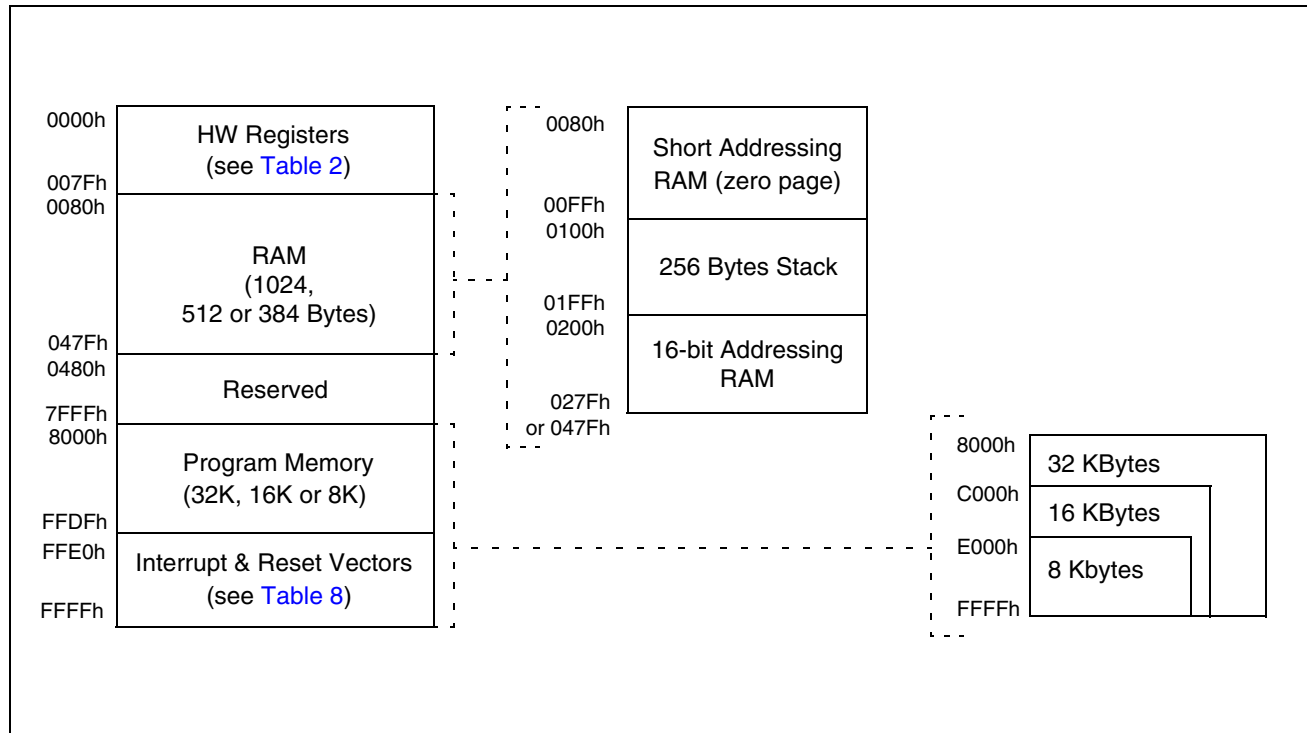 0000h
HW Registers
(see Table 2)
007Fh
0080h
RAM
(1024,
512 or 384 Bytes)
047Fh
0480h
Reserved
7FFFh
8000h
Program Memory
(32K, 16K or 8K)
FFDFh
FFE0h
Interrupt & Reset Vectors
(see Table 8)
FFFFh
0080h
Short Addressing
RAM (zero page)
00FFh
0100h
256 Bytes Stack
01FFh
0200h
16-bit Addressing
RAM
027Fh
or 047Fh
8000h
32 KBytes
C000h
16 KBytes
E000h
8 Kbytes
FFFFh